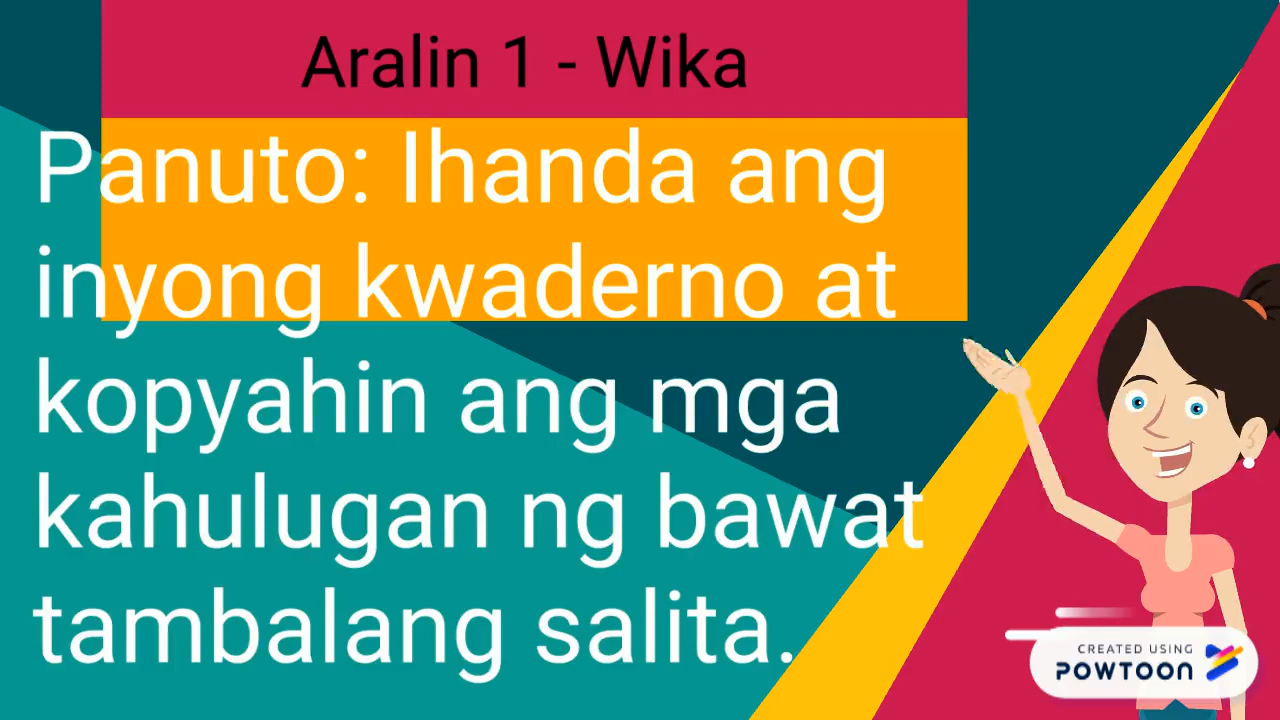 Aralin 1 - Wika
Panuto: Ihanda ang
inyong kwaderno at
kopyahin ang mga
kahulugan ng bawat
tambalang salita.
CREATED USING
POWTOON